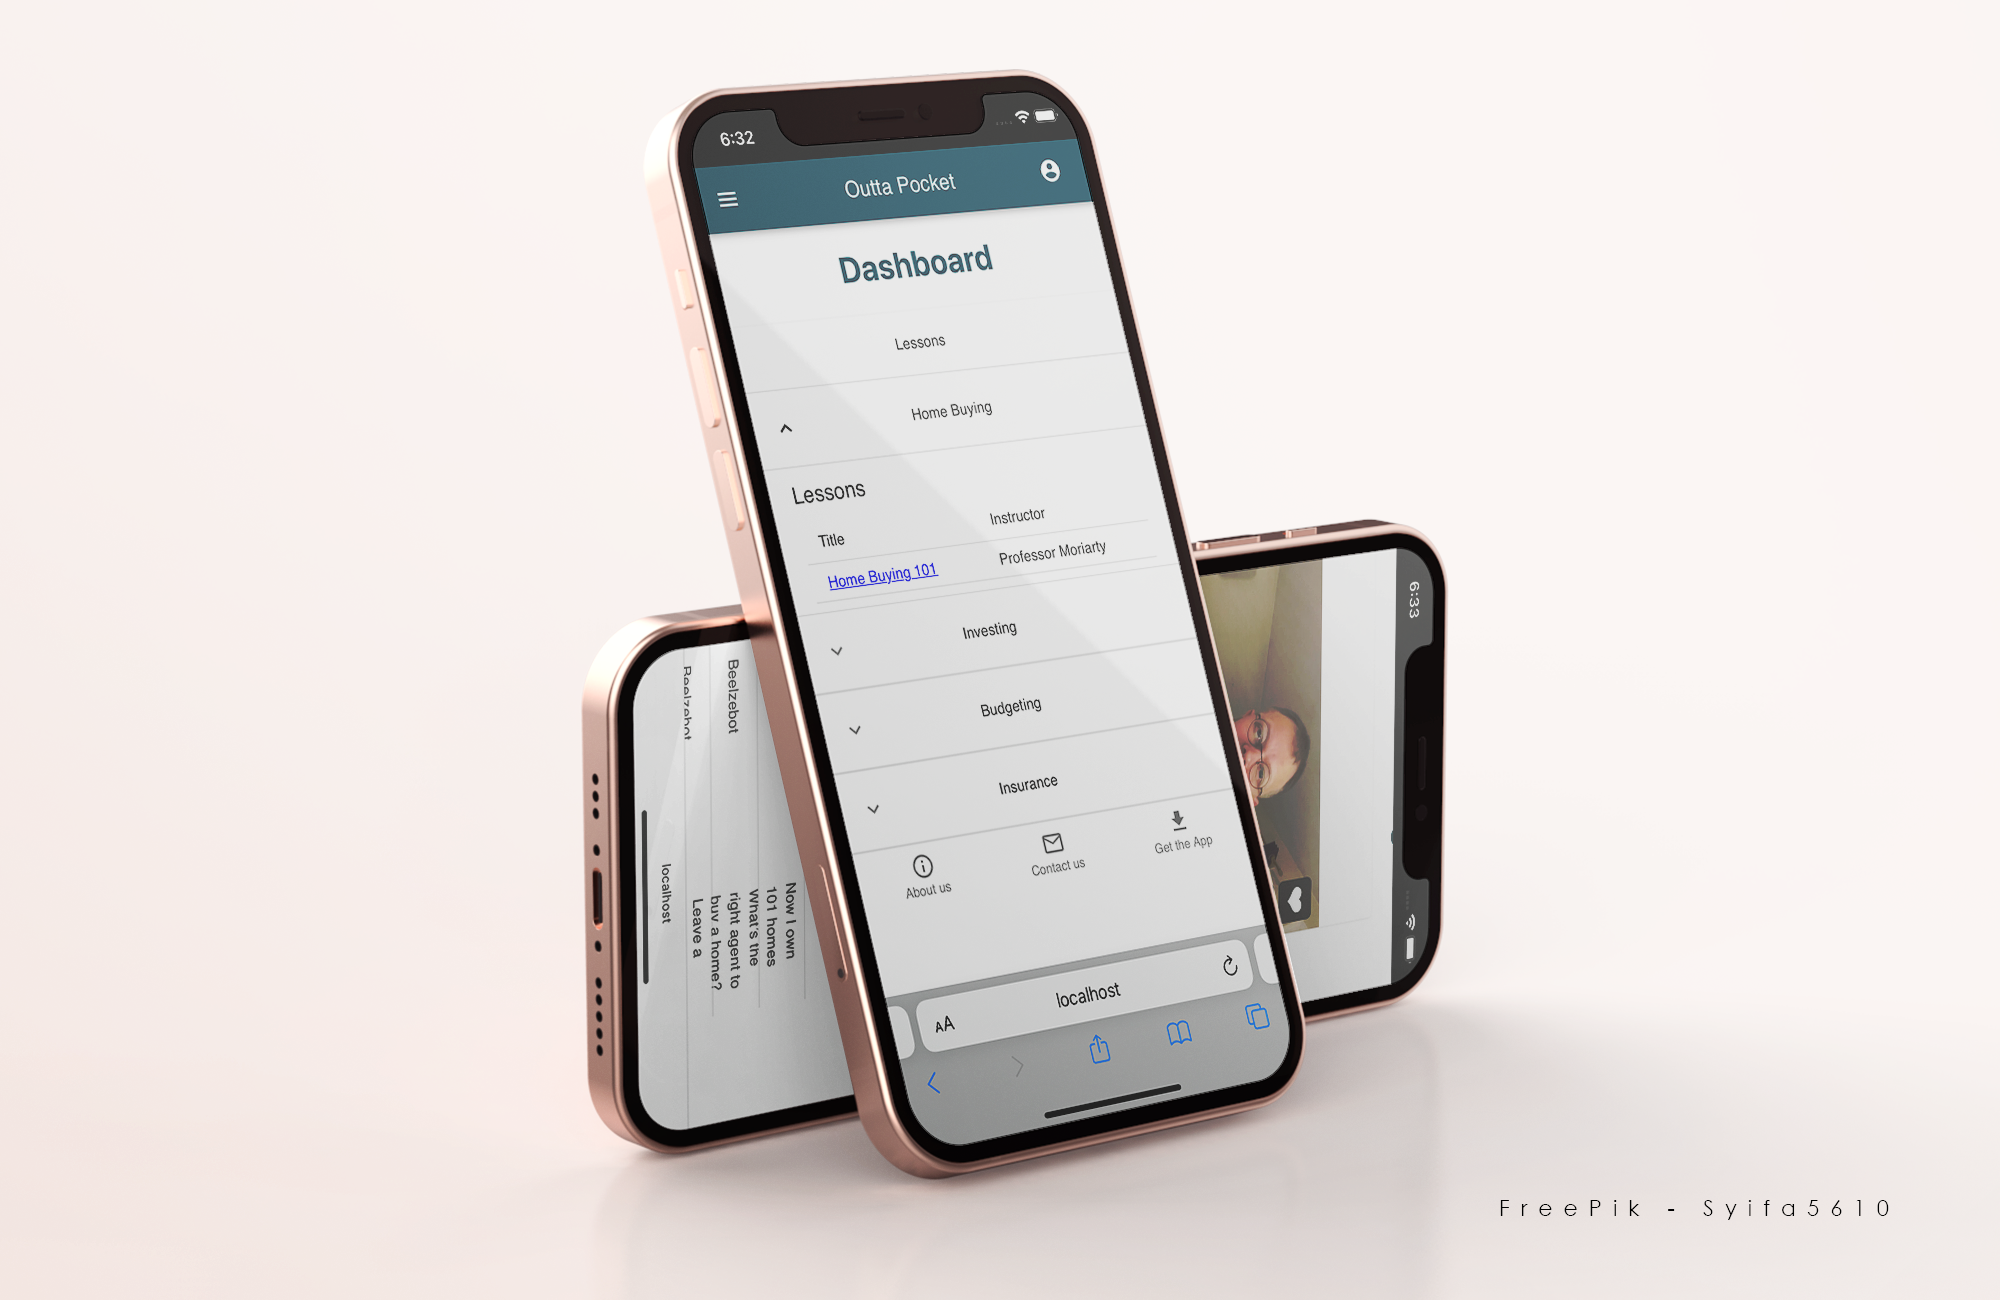 6:32
Outta Pocket
Dashboard
Lessons
Home Buying
Lessons
Title
Instructor
Home Buying 101
Professor Moriarty
Investing
Budgeting
Insurance
About us
Contact us
Get the App
AA
localhost
6:33
Beelzebot
Beelzebot
Now I own
101 homes
What's the
right agent to
buy a home?
Leave a
localhost
FreePik - Syifa5610